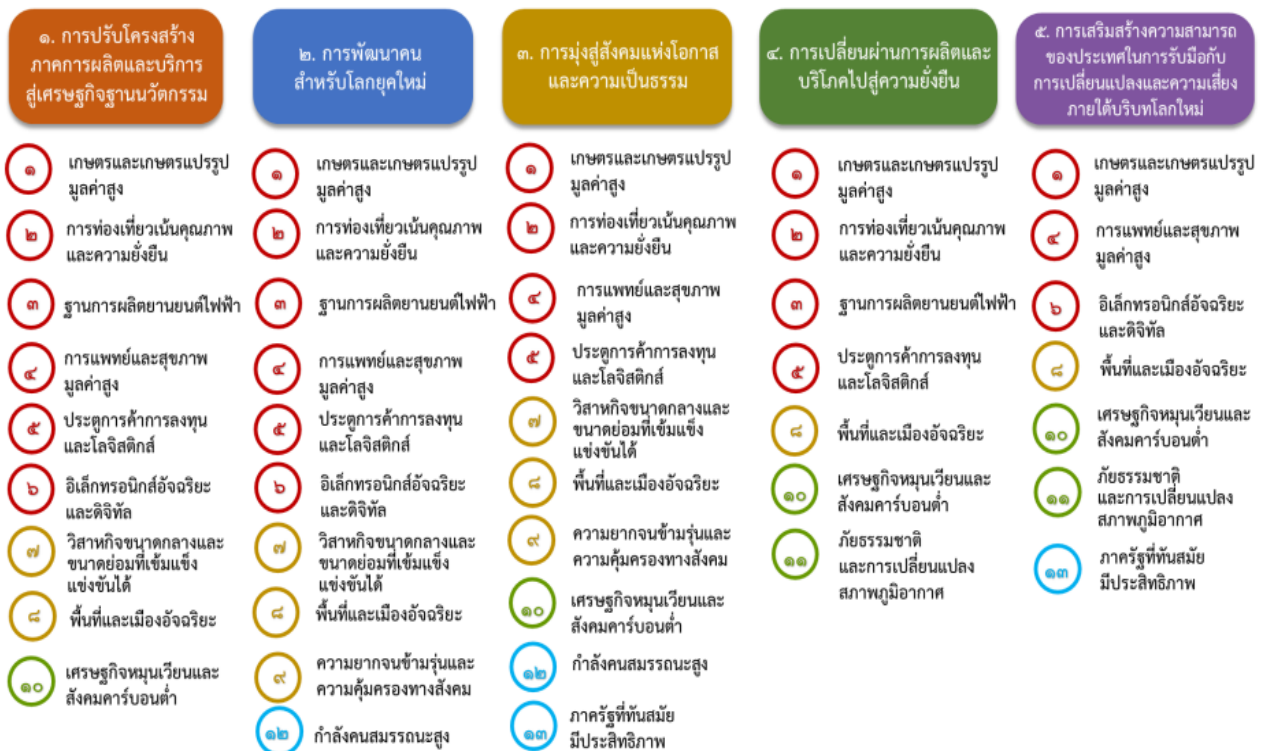 ๑. การปรับโครงสร้าง
ภาคการผลิตและบริการ
สู่เศรษฐกิจฐานนวัตกรรม
๑
เกษตรและเกษตรแปรรูป
มูลค่าสูง
๒
การท่องเที่ยวเน้นคุณภาพ
และความยั่งยืน
๓
ฐานการผลิตยานยนต์ไฟฟ้า
๔
การแพทย์และสุขภาพ
มูลค่าสูง
๕
ประตูการค้าการลงทุน
และโลจิสติกส์
๖
อิเล็กทรอนิกส์อัจฉริยะ
และดิจิทัล
๗
วิสาหกิจขนาดกลางและ
ขนาดย่อมที่เข้มแข็ง
แข่งขันได้
๘
พื้นที่และเมืองอัจฉริยะ
๑๐
เศรษฐกิจหมุนเวียนและ
สังคมคาร์บอนต่ำ
๒. การพัฒนาคน
สำหรับโลกยุคใหม่
๑
เกษตรและเกษตรแปรรูป
มูลค่าสูง
๒
การท่องเที่ยวเน้นคุณภาพ
และความยั่งยืน
๓
ฐานการผลิตยานยนต์ไฟฟ้า
๔
การแพทย์และสุขภาพ
มูลค่าสูง
๕
ประตูการค้าการลงทุน
และโลจิสติกส์
๖
อิเล็กทรอนิกส์อัจฉริยะ
และดิจิทัล
๗
วิสาหกิจขนาดกลางและ
ขนาดย่อมที่เข้มแข็ง
แข่งขันได้
๘
พื้นที่และเมืองอัจฉริยะ
๙
ความยากจนข้ามรุ่นและ
ความคุ้มครองทางสังคม
๑๒
กำลังคนสมรรถนะสูง
๓. การมุ่งสู่สังคมแห่งโอกาส
และความเป็นธรรม
๑
เกษตรและเกษตรแปรรูป
มูลค่าสูง
๒
การท่องเที่ยวเน้นคุณภาพ
และความยั่งยืน
๔
การแพทย์และสุขภาพ
มูลค่าสูง
๕
ประตูการค้าการลงทุน
และโลจิสติกส์
๗
วิสาหกิจขนาดกลางและ
ขนาดย่อมที่เข้มแข็ง
แข่งขันได้
๘
พื้นที่และเมืองอัจฉริยะ
๙
ความยากจนข้ามรุ่นและ
ความคุ้มครองทางสังคม
๑๐
เศรษฐกิจหมุนเวียนและ
สังคมคาร์บอนต่ำ
๑๒
กำลังคนสมรรถนะสูง
๑๓
ภาครัฐที่ทันสมัย
มีประสิทธิภาพ
๔. การเปลี่ยนผ่านการผลิตและ
บริโภคไปสู่ความยั่งยืน
๑
เกษตรและเกษตรแปรรูป
มูลค่าสูง
๒
การท่องเที่ยวเน้นคุณภาพ
และความยั่งยืน
๓
ฐานการผลิตยานยนต์ไฟฟ้า
๕
ประตูการค้าการลงทุน
และโลจิสติกส์
๘
พื้นที่และเมืองอัจฉริยะ
๑๐
เศรษฐกิจหมุนเวียนและ
สังคมคาร์บอนต่ำ
๑๑
ภัยธรรมชาติ
และการเปลี่ยนแปลง
สภาพภูมิอากาศ
๕. การเสริมสร้างความสามารถ
ของประเทศในการรับมือกับ
การเปลี่ยนแปลงและความเสี่ยง
ภายใต้บริบทโลกใหม่
๑
เกษตรและเกษตรแปรรูป
มูลค่าสูง
๔
การแพทย์และสุขภาพ
มูลค่าสูง
๖
อิเล็กทรอนิกส์อัจฉริยะ
และดิจิทัล
๘
พื้นที่และเมืองอัจฉริยะ
๑๐
เศรษฐกิจหมุนเวียนและ
สังคมคาร์บอนต่ำ
๑๑
ภัยธรรมชาติ
และการเปลี่ยนแปลง
สภาพภูมิอากาศ
๑๓
ภาครัฐที่ทันสมัย
มีประสิทธิภาพ